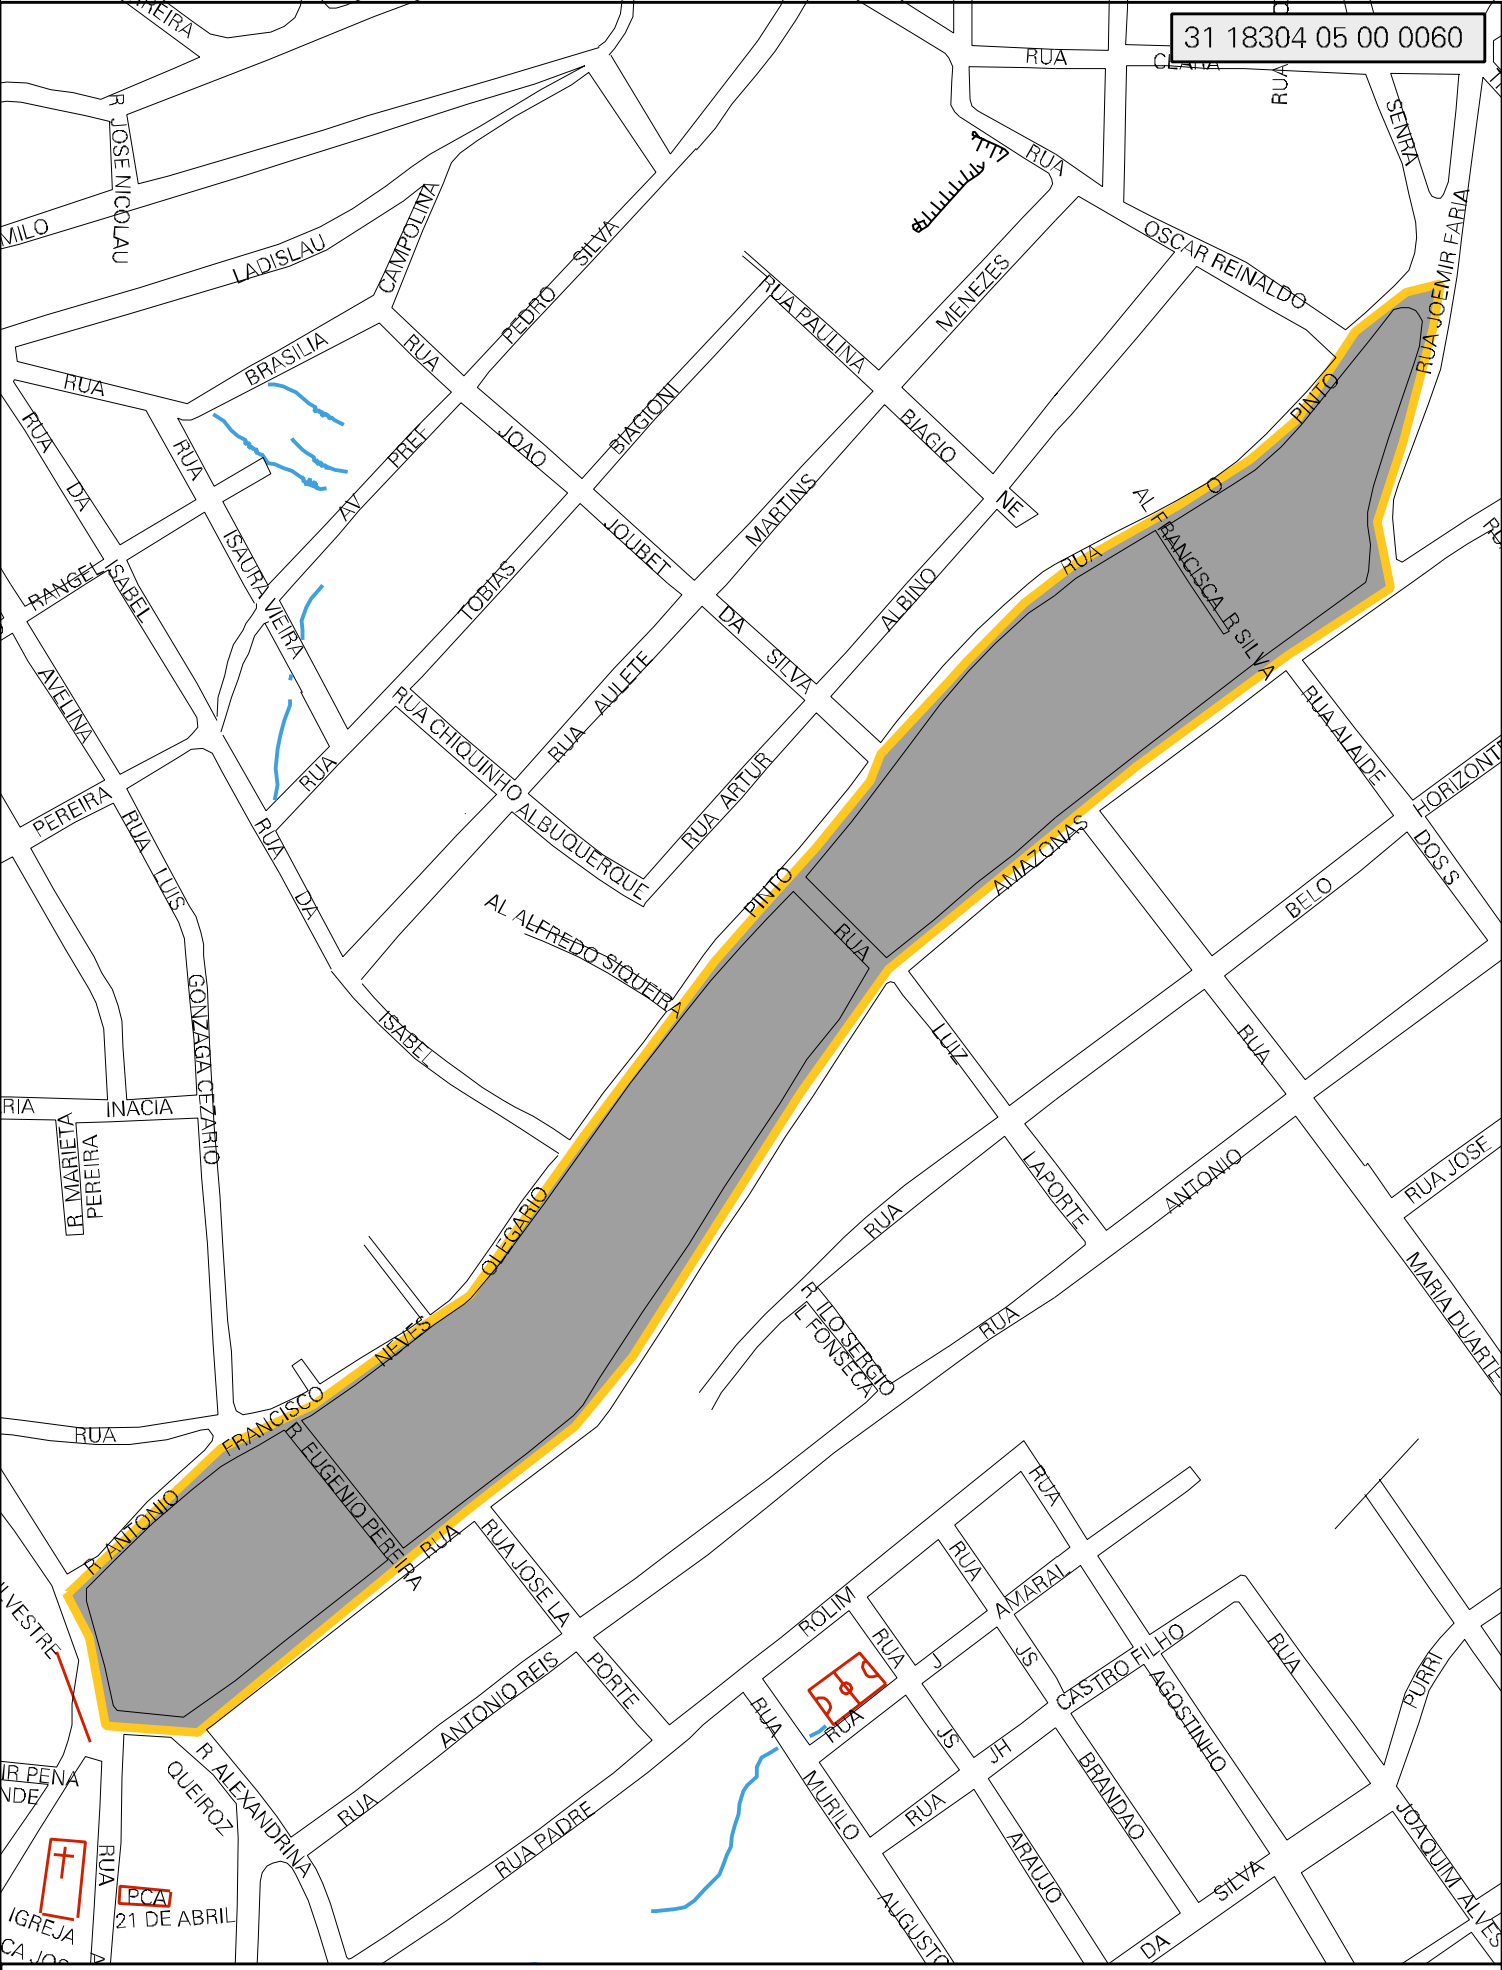 31 18304 05 00 0060
RUA
RUA
SENRA
R JOSE NICOLAU
RUA
MILO
LADISLAU
CAMPOLINA
SILVA
PEDRO
OSCAR REINALDO
RUA JOEMIR FARIA
MENEZES
RUA PAULINA
BRASILIA
RUA
RUA
PINTO
RUA
BIAGIONI
BIAGIO
RUA
JOAO
AV PREF
DA
MARTINS
NE
AL FRANCISCA R SILVA
O
JOUBET
RUA
ISAURA VIEIRA
RANGEL
ISABEL
TOBIAS
ALBINO
DA
SILVA
AVELINA
RUA AULETE
RUA CHIQUINHO ALBUQUERQUE
RUA ALAIDE
RUA
HORIZONTE
RUA ARTUR
PEREIRA
RUA LUIS
RUA
AMAZONAS
DOS S
DA
PINTO
BELO
AL ALFREDO SIQUEIRA
RUA
GONZAGA CEZARIO
ISABEL
LUIZ
RUA
RIA
INACIA
R MARIETA
PEREIRA
LAPORTE
ANTONIO
RUA JOSE
OLEGARIO
RUA
MARIA DUARTE
R ILO SERGIO
L FONSECA
RUA
NEVES
FRANCISCO
RUA
R EUGENIO PEREIRA
R ANTONIO
RUA
RUA JOSE LA
RUA
RUA
AMARAL
ROLIM
LVESTRE
RUA
J
JS
CASTRO FILHO
RUA
PORTE
ANTONIO REIS
PURRI
AGOSTINHO
RUA
RUA
JS
JH
R ALEXANDRINA
QUEIROZ
IR PENA
NDE
BRANDAO
MURILO
RUA
RUA
JOAQUIM ALVES
RUA PADRE
ARAUJO
RUA
PCA
21 DE ABRIL
SILVA
IGREJA
AUGUSTO
DA